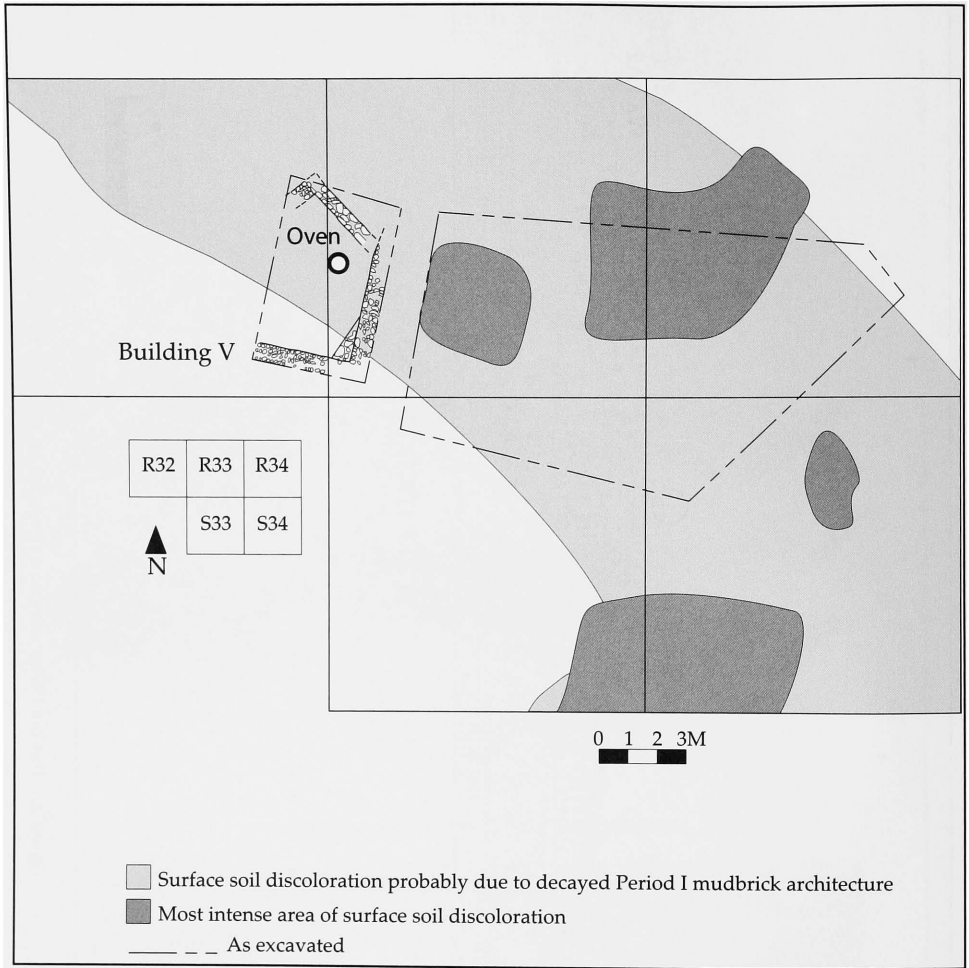 Oven
Building V
R32 R33 R34
S33 S34
N
0 1 2 3M
Surface soil discoloration probably due to decayed Period I mudbrick architecture
Most intense area of surface soil discoloration
As excavated